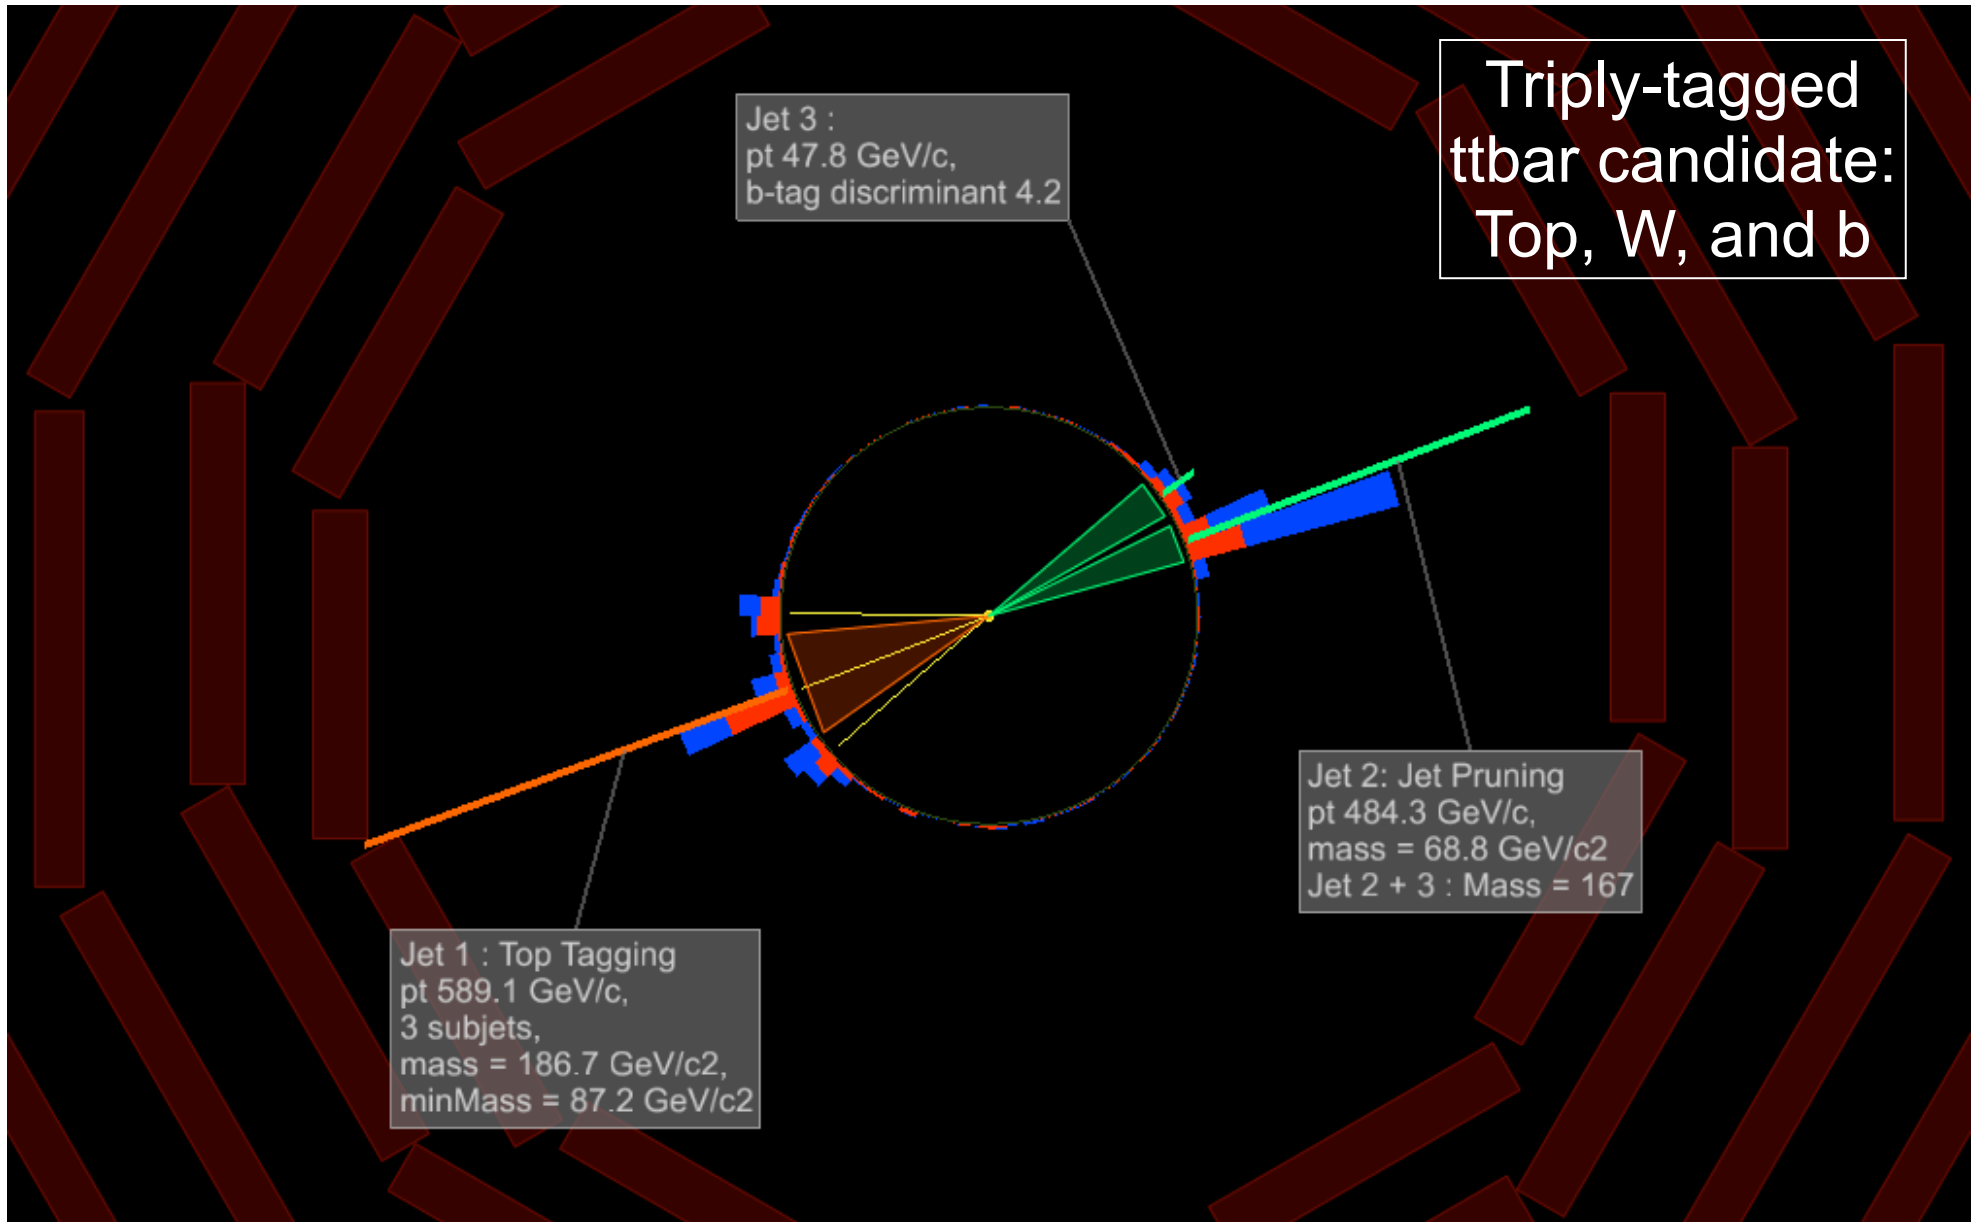 Triply-tagged
ttbar candidate:
Top, W, and b
Jet 3 :
pt 47.8 GeV/c,
b-tag discriminant 4.2
Jet 2: Jet Pruning
pt 484.3 GeV/c,
mass = 68.8 GeV/c2
Jet 2 + 3 : Mass = 167
Jet 1 : Top Tagging
pt 589.1 GeV/c,
3 subjets,
mass = 186.7 GeV/c2,
minMass = 87.2 GeV/c2